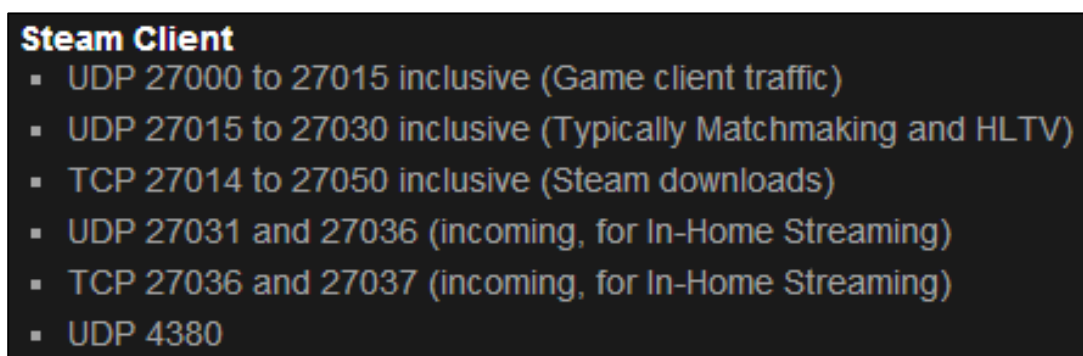 Steam Client
▪ UDP 27000 to 27015 inclusive (Game client traffic)
▪ UDP 27015 to 27030 inclusive (Typically Matchmaking and HLTV)
▪ TCP 27014 to 27050 inclusive (Steam downloads)
▪ UDP 27031 and 27036 (incoming, for In-Home Streaming)
▪ TCP 27036 and 27037 (incoming, for In-Home Streaming)
▪ UDP 4380